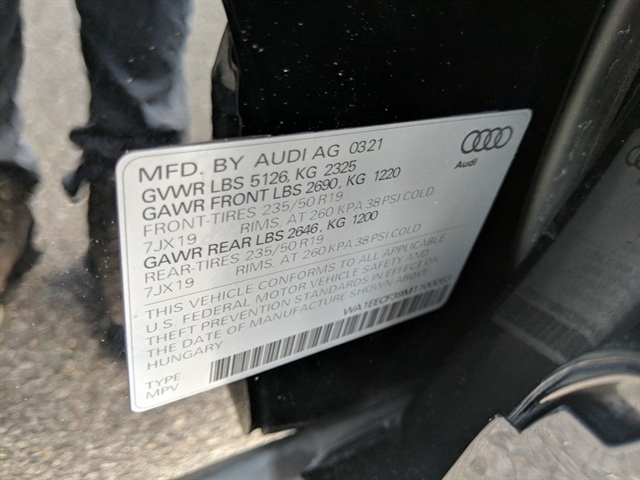 MFD. BY AUDI AG 0321
GVWR LBS 5126, KG 2325
GAWR FRONT LBS 2690, KG 1220
FRONT-TIRES 235/50 R19
7JX19 RIMS, AT 260 KPA, 38 PSI COLD
GAWR REAR LBS 2646, KG 1200
REAR-TIRES 235/50 R19
7JX19 RIMS, AT 260 KPA, 38 PSI COLD
THIS VEHICLE CONFORMS TO ALL APPLICABLE
U.S. FEDERAL MOTOR VEHICLE SAFETY AND
THEFT PREVENTION STANDARDS IN EFFECT ON
THE DATE OF MANUFACTURE SHOWN ABOVE.
HUNGARY
TYPE
MPV
Audi